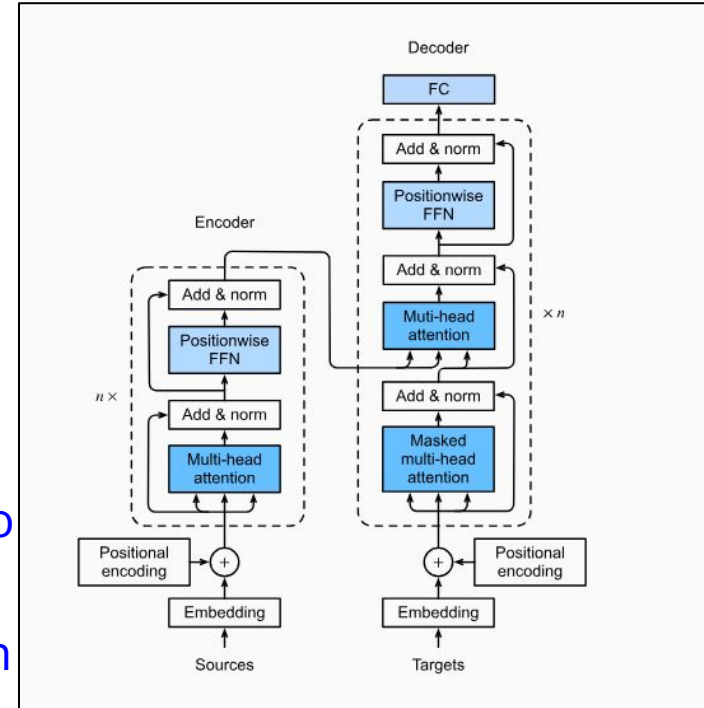 Decoder
FC
Add & norm
Positionwise
FFN
Add & norm
Muti-head
attention
× n
Add & norm
Masked
multi-head
attention
Positional
encoding
+
Embedding
Targets
Encoder
Add & norm
Positionwise
FFN
n ×
Add & norm
Multi-head
attention
Positional
encoding
+
Embedding
Sources